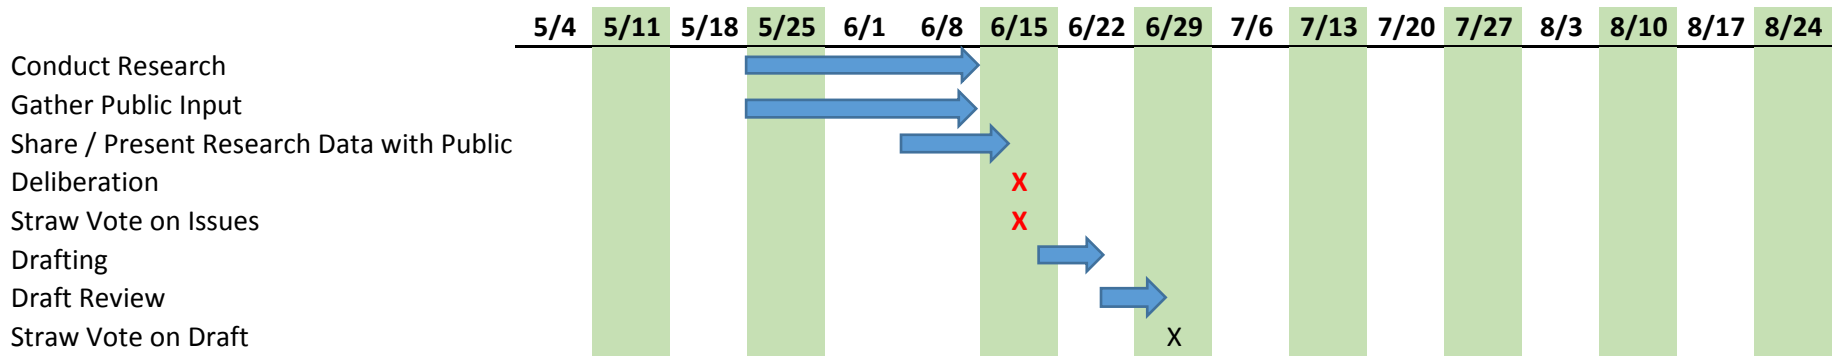 5/4 5/11 5/18 5/25 6/1 6/8 6/15 6/22 6/29 7/6 7/13 7/20 7/27 8/3 8/10 8/17 8/24
Conduct Research
Gather Public Input
Share / Present Research Data with Public
Deliberation X
Straw Vote on Issues X
Drafting
Draft Review
Straw Vote on Draft X